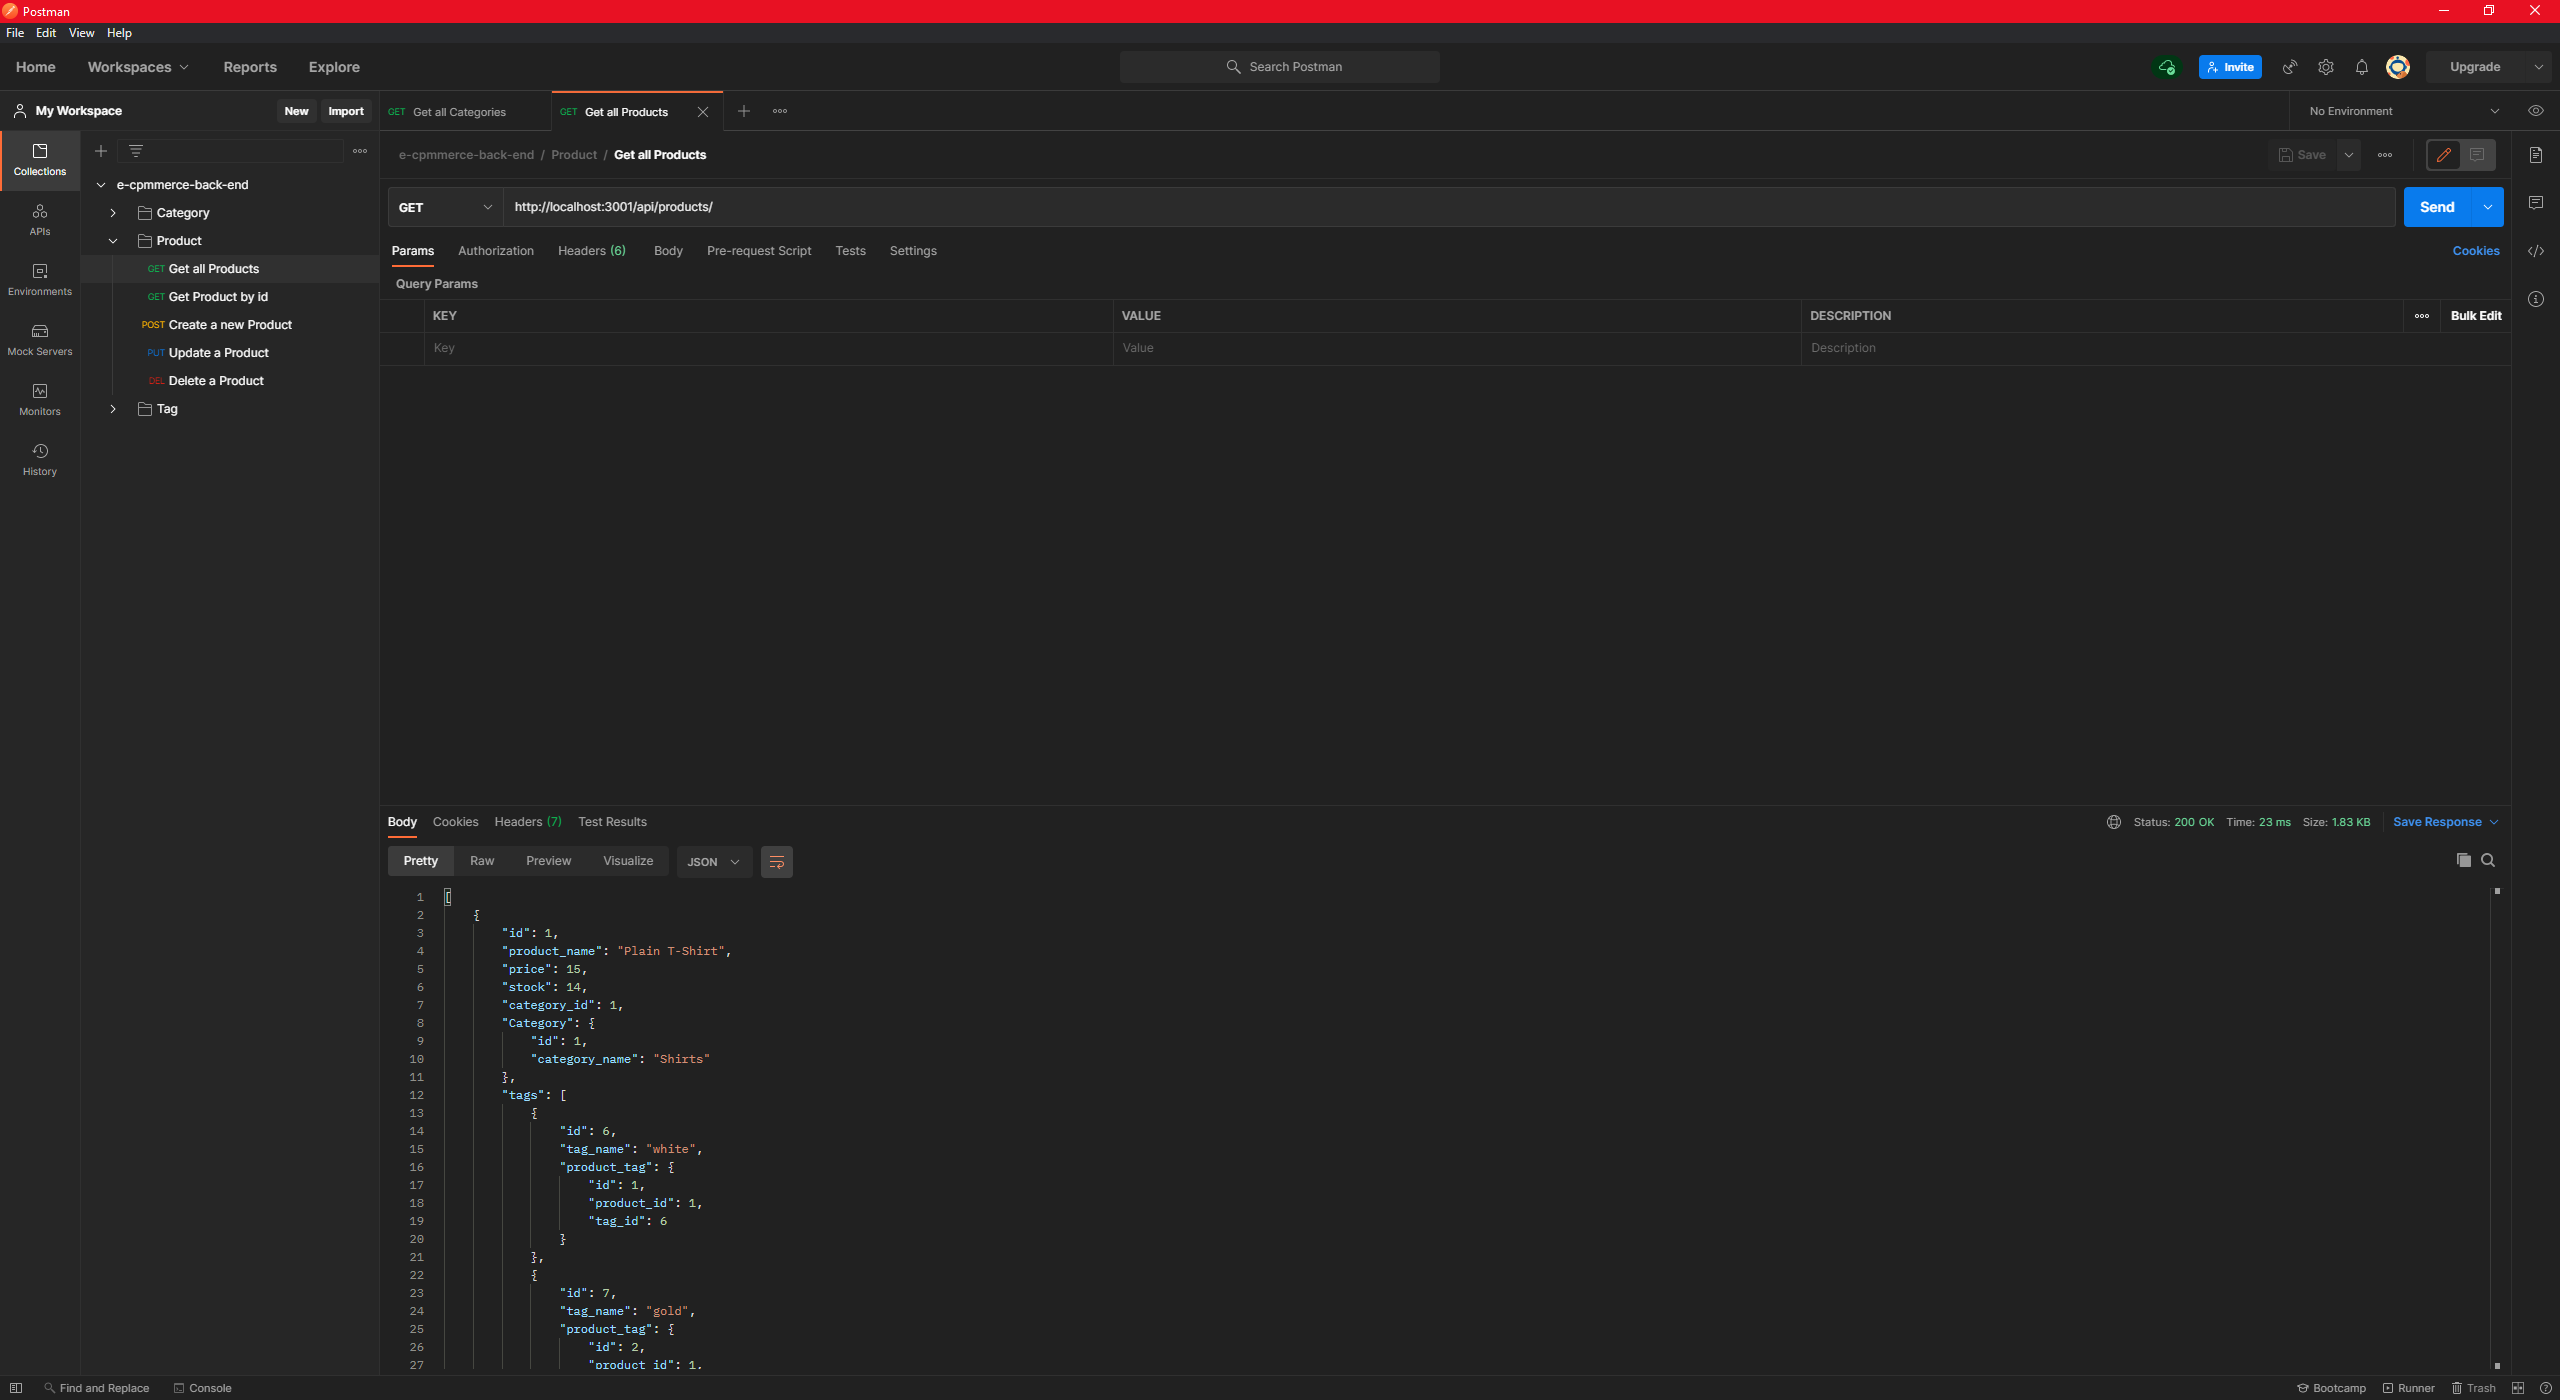 Postman
File Edit View Help
Home Workspaces Reports Explore
Search Postman
Invite
Upgrade
My Workspace
New Import
GET Get all Categories
GET Get all Products
No Environment
Collections
APIs
Environments
Mock Servers
Monitors
History
e-cpmmerce-back-end
Category
Product
GET Get all Products
GET Get Product by id
POST Create a new Product
PUT Update a Product
DEL Delete a Product
Tag
e-cpmmerce-back-end / Product / Get all Products
Save
GET http://localhost:3001/api/products/
Send
Params Authorization Headers (6) Body Pre-request Script Tests Settings
Cookies
Query Params
KEY VALUE DESCRIPTION
Bulk Edit
Key Value Description
Body Cookies Headers (7) Test Results
Status: 200 OK Time: 23 ms Size: 1.83 KB Save Response
Pretty Raw Preview Visualize JSON
1 [
2 {
3 "id": 1,
4 "product_name": "Plain T-Shirt",
5 "price": 15,
6 "stock": 14,
7 "category_id": 1,
8 "Category": {
9 "id": 1,
10 "category_name": "Shirts"
11 },
12 "tags": [
13 {
14 "id": 6,
15 "tag_name": "white",
16 "product_tag": {
17 "id": 1,
18 "product_id": 1,
19 "tag_id": 6
20 }
21 },
22 {
23 "id": 7,
24 "tag_name": "gold",
25 "product_tag": {
26 "id": 2,
27 "product_id": 1,
Find and Replace Console
Bootcamp Runner Trash